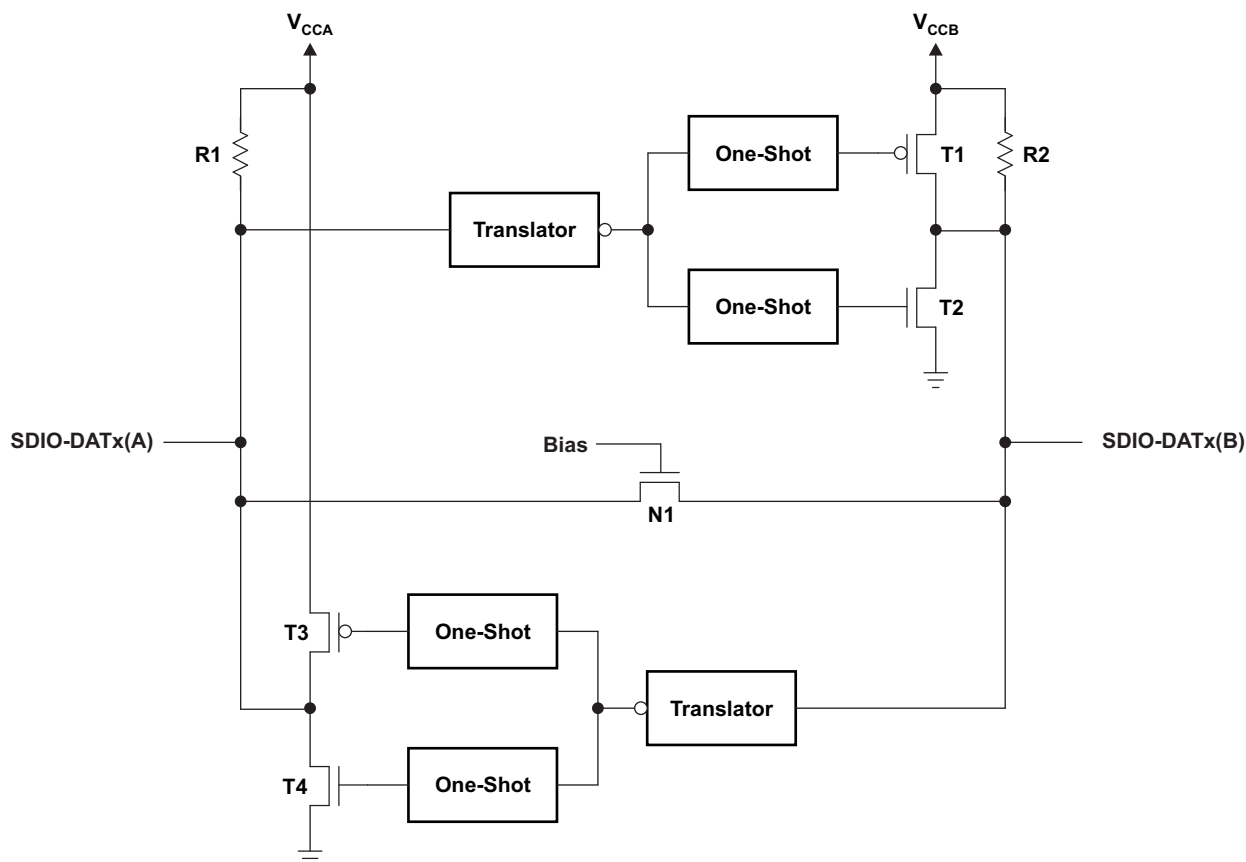 VCCA
VCCB
R1
One-Shot
T1
R2
Translator
One-Shot
T2
SDIO-DATx(A)
Bias
SDIO-DATx(B)
N1
T3
One-Shot
Translator
T4
One-Shot